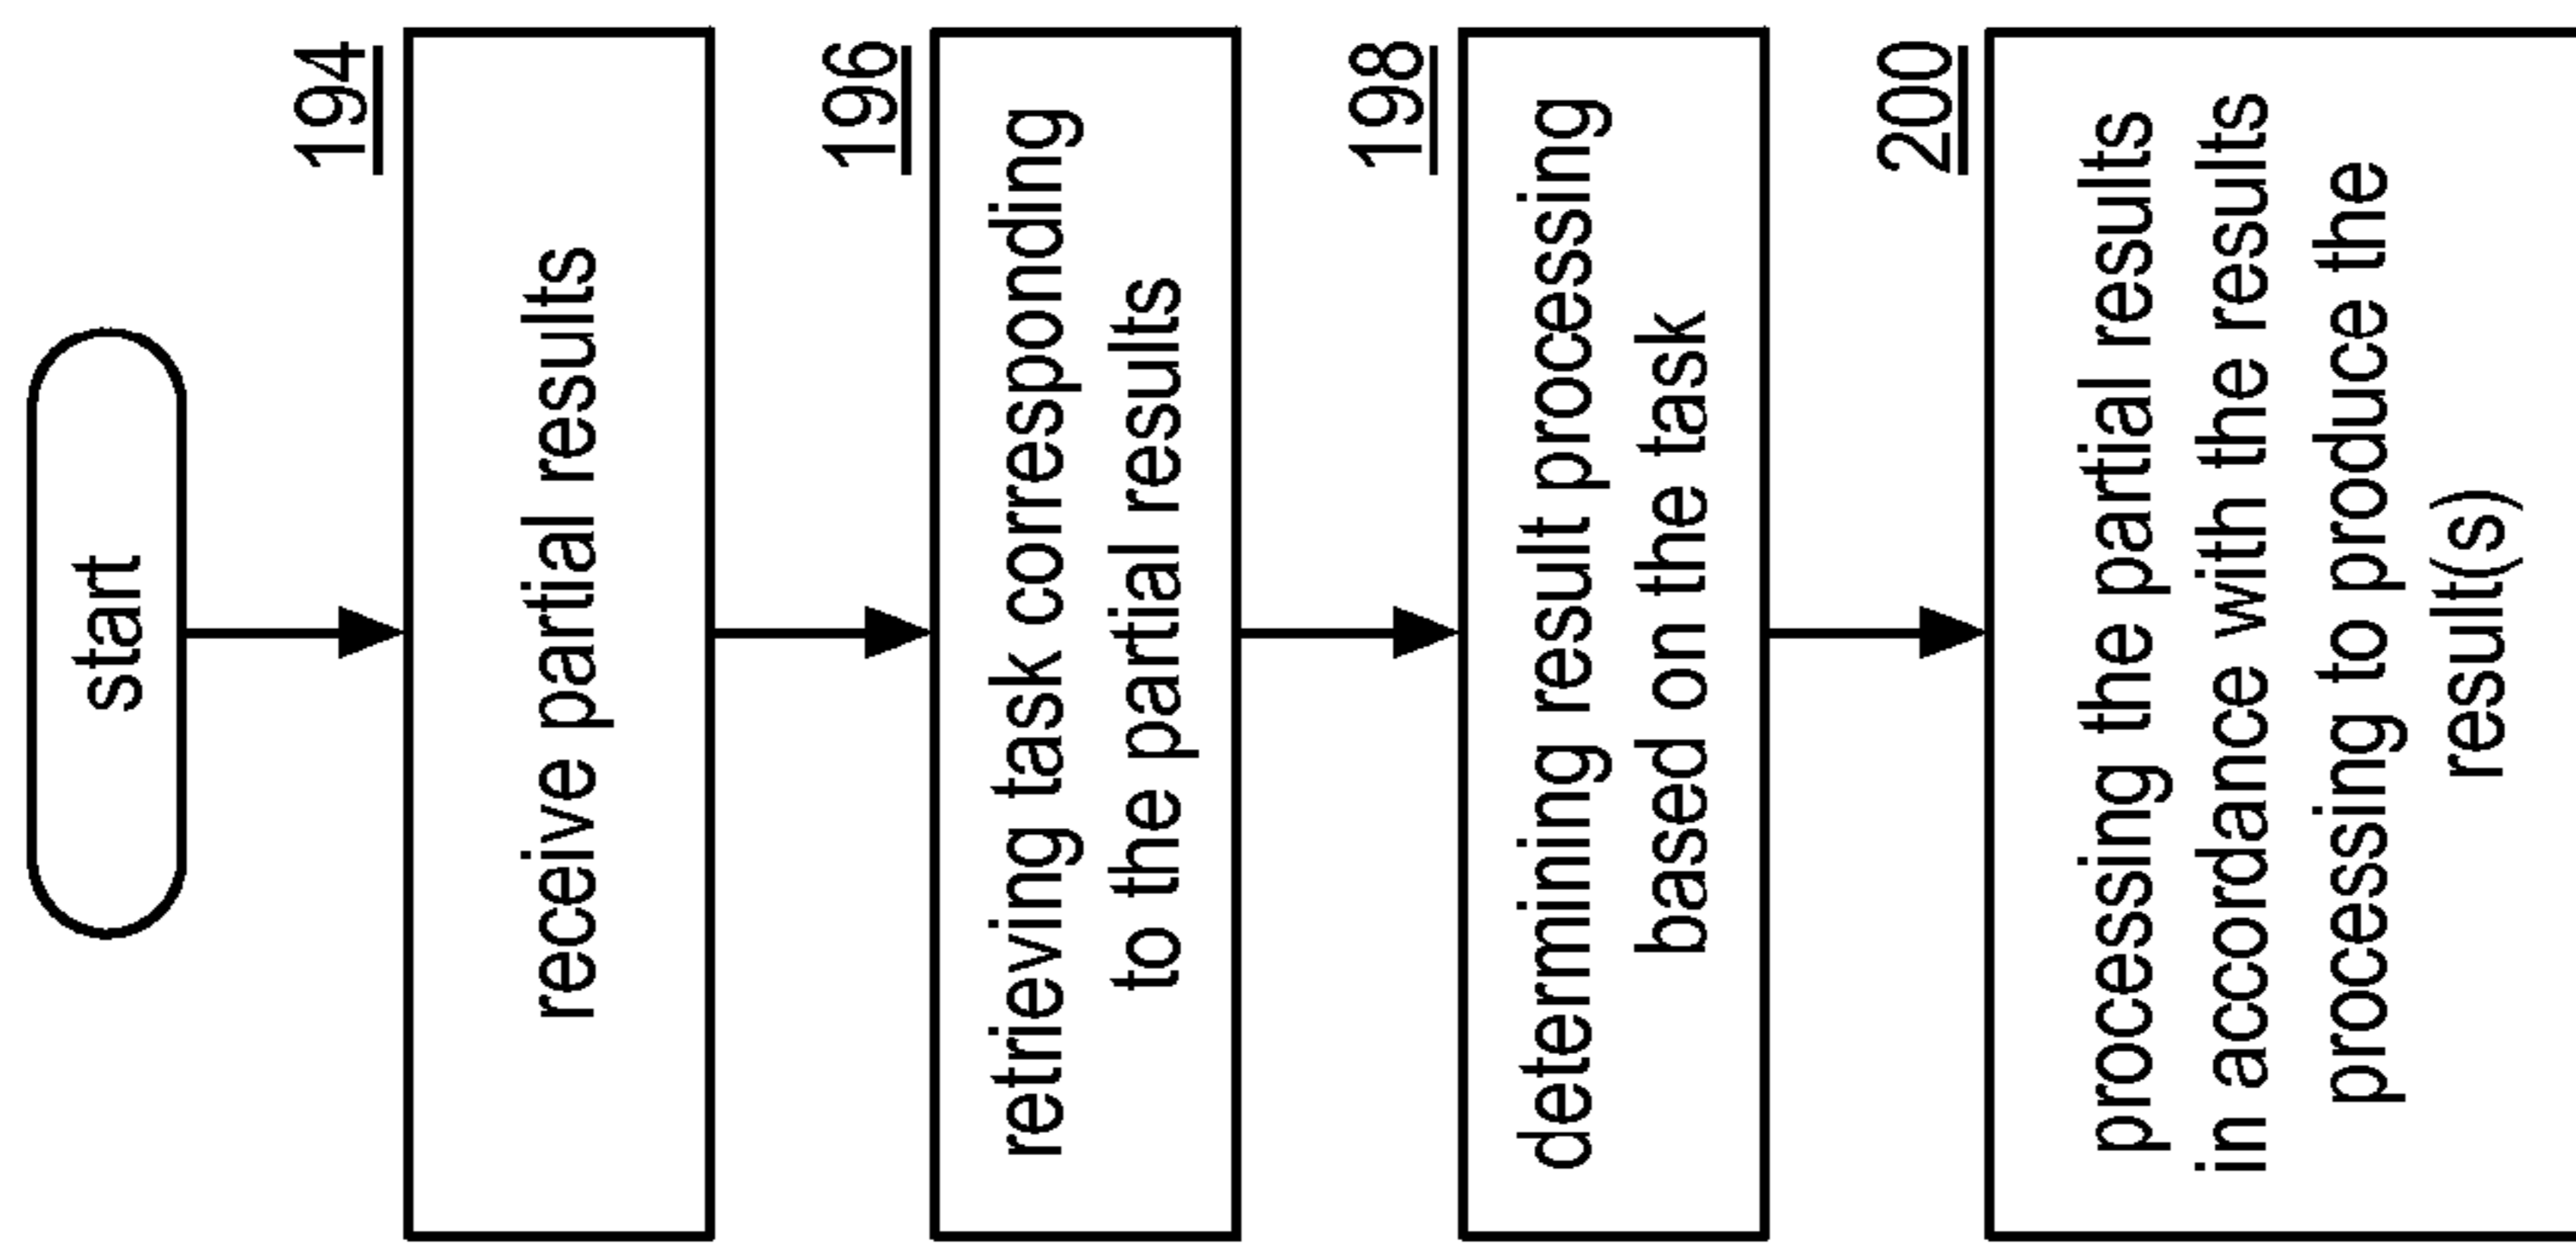 start
194
receive partial results
196
retrieving task corresponding
to the partial results
198
determining result processing
based on the task
200
processing the partial results
in accordance with the results
processing to produce the
result(s)